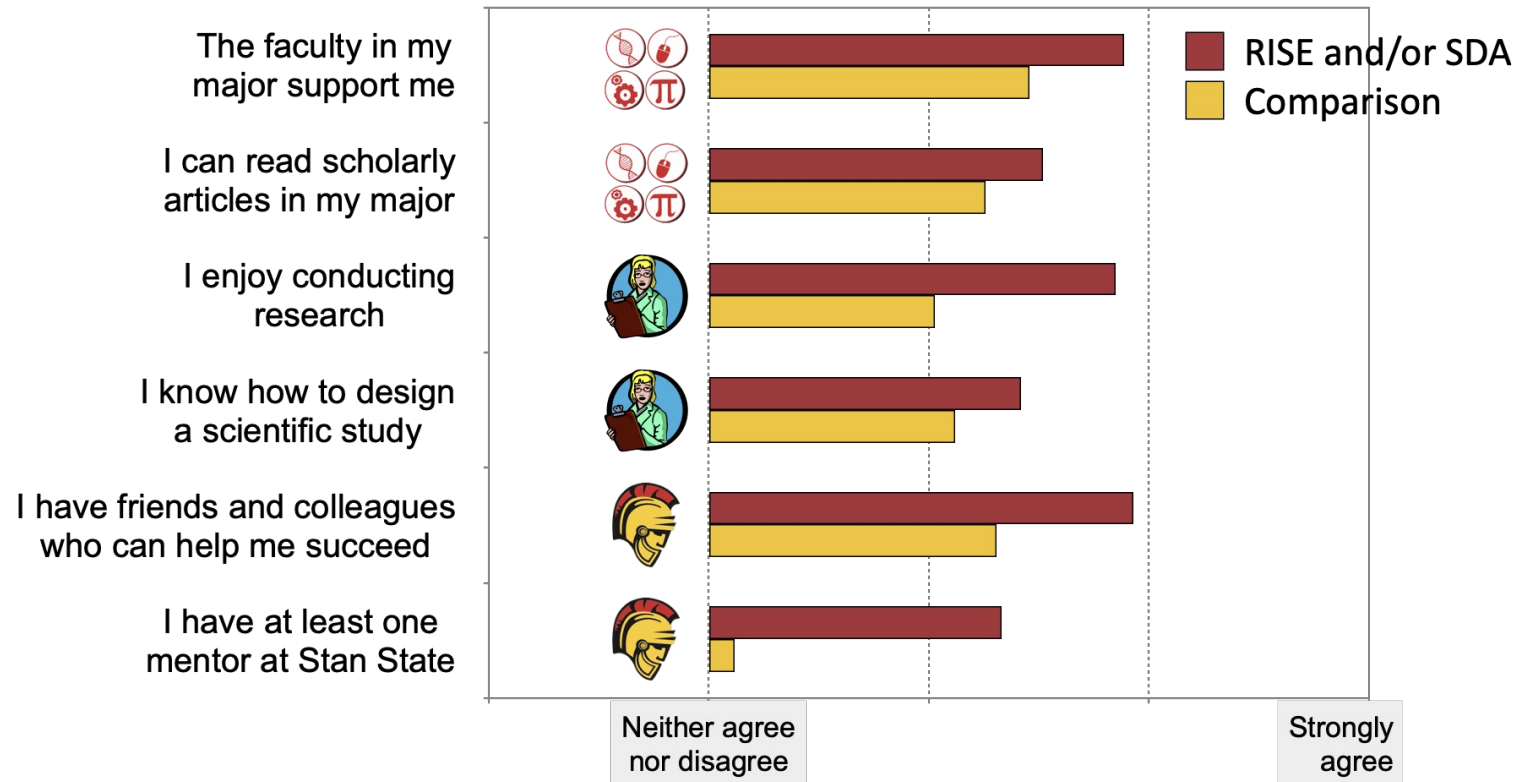 The faculty in my
major support me
I can read scholarly
articles in my major
I enjoy conducting
research
I know how to design
a scientific study
I have friends and colleagues
who can help me succeed
I have at least one
mentor at Stan State
RISE and/or SDA
Comparison
Neither agree
nor disagree
Strongly
agree
π
π